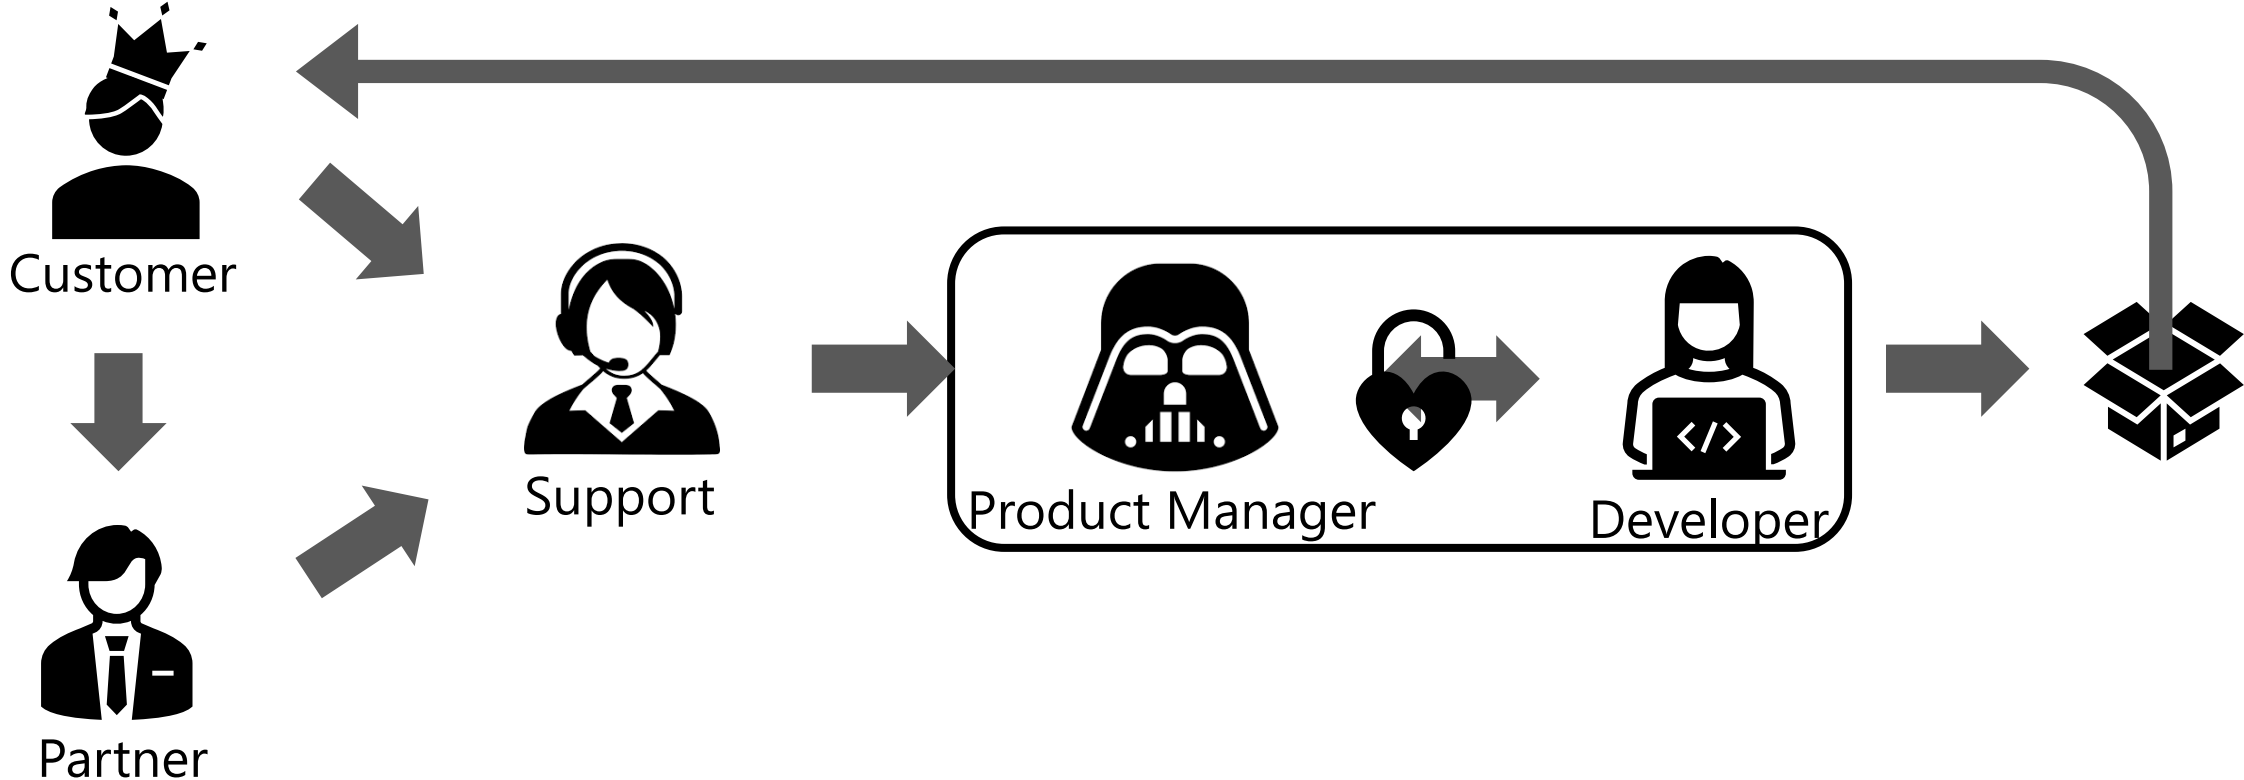 Customer
Support
Product Manager
</>
Developer
Partner